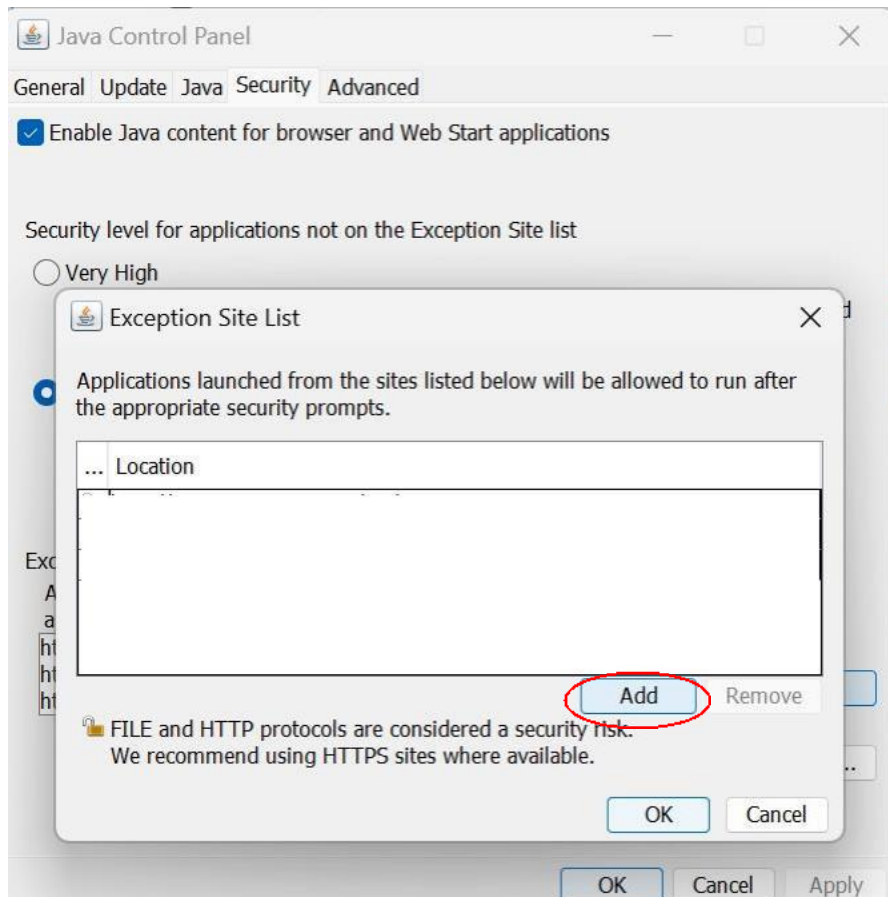 Java Control Panel
General Update Java Security Advanced
Enable Java content for browser and Web Start applications
Security level for applications not on the Exception Site list
Very High
Exception Site List
Applications launched from the sites listed below will be allowed to run after
the appropriate security prompts.
... Location
Add Remove
FILE and HTTP protocols are considered a security risk.
We recommend using HTTPS sites where available.
OK Cancel
OK Cancel Apply